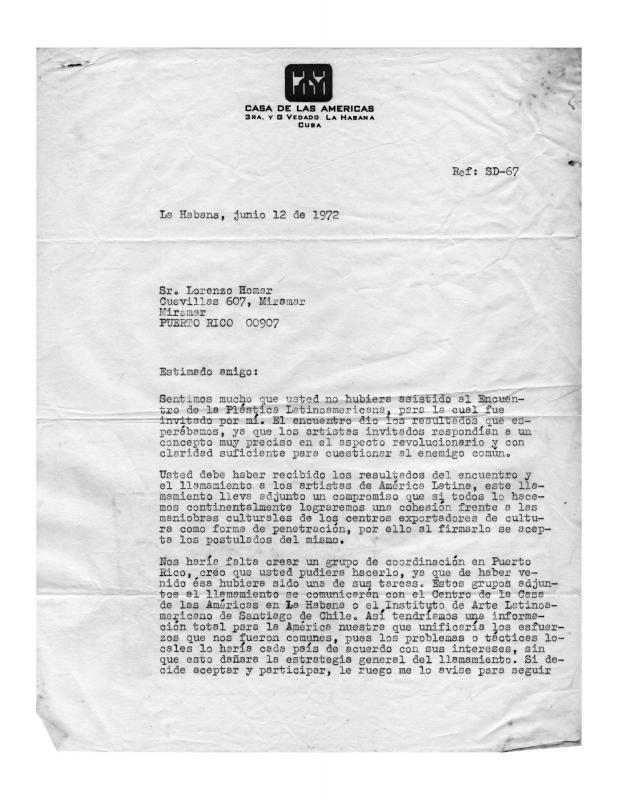 CASA DE LAS AMERICAS
3RA. Y G VEDADO LA HABANA
CUBA
Ref: SD-67
La Habana, junio 12 de 1972
Sr. Lorenzo Homar
Cuevillas 607, Miramar
Miramar
PUERTO RICO 00907
Estimado amigo:
Sentimos mucho que usted no hubiera asistido al Encuen-
tro de la Plástica Latinoamericana, para la cual fue
invitado por mí. El encuentro dio los resultados que es-
perábamos, ya que los artistas invitados respondían a un
concepto muy preciso en el aspecto revolucionario y con
claridad suficiente para cuestionar al enemigo común.
Usted debe haber recibido los resultados del encuentro y
el llamamiento a los artistas de América Latina, este lla-
mamiento lleva adjunto un compromiso que si todos lo hace-
mos continentalmente lograremos una cohesión frente a las
maniobras culturales de los centros exportadores de cultu-
ra como forma de penetración, por ello al firmarlo se acep-
ta los postulados del mismo.
Nos haría falta crear un grupo de coordinación en Puerto
Rico, creo que usted pudiera hacerlo, ya que de haber ve-
nido ésa hubiera sido una de sus tareas. Estos grupos adjun-
tos al llamamiento se comunicarán con el Centro de la Casa
de las Américas en La Habana o el Instituto de Arte Latinoa-
mericano de Santiago de Chile. Así tendríamos una informa-
ción total para la América nuestra que unificaría los esfuer-
zos que nos fueron comunes, pues los problemas o tácticas lo-
cales lo haría cada país de acuerdo con sus intereses, sin
que esto dañara la estrategia general del llamamiento. Si de-
cide aceptar y participar, le ruego me lo avise para seguir